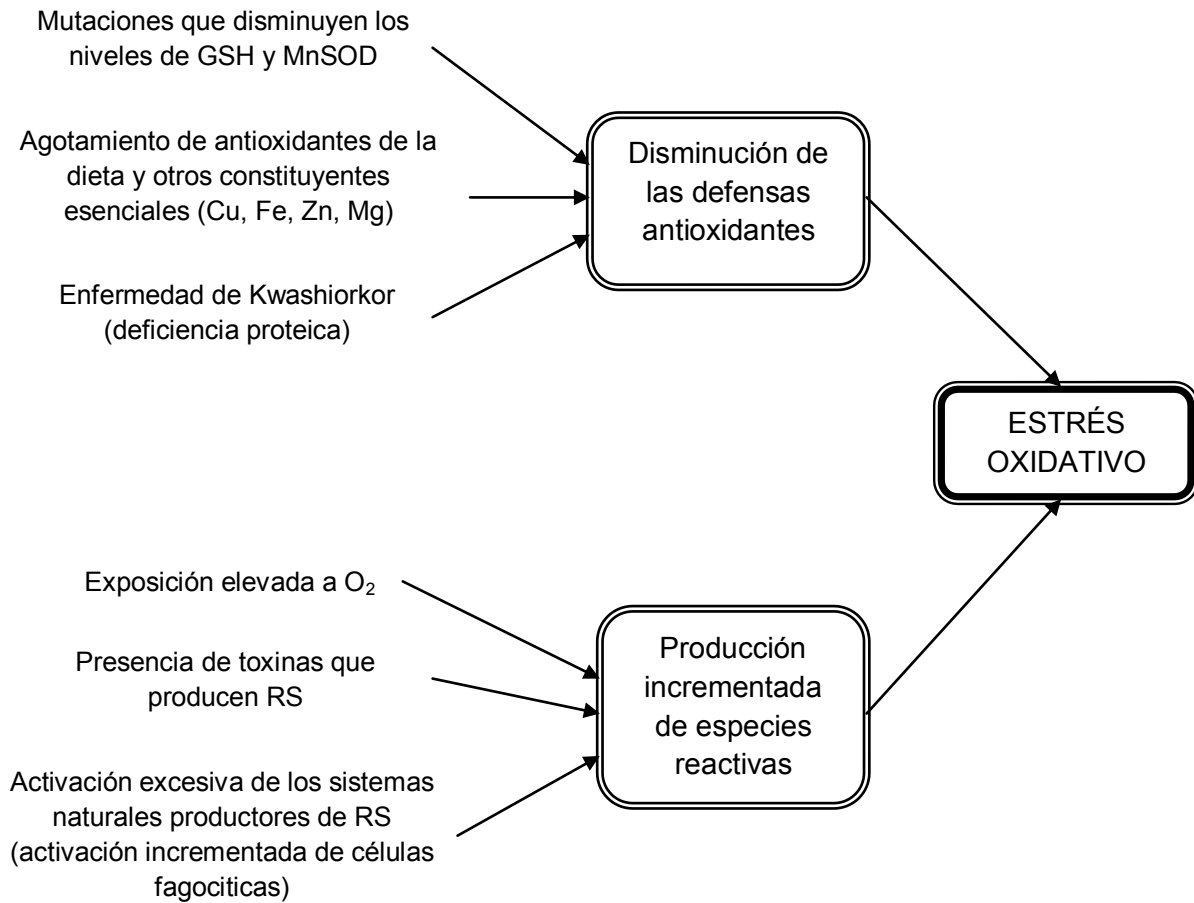 Mutaciones que disminuyen los
niveles de GSH y MnSOD
Agotamiento de antioxidantes de la
dieta y otros constituyentes
esenciales (Cu, Fe, Zn, Mg)
Enfermedad de Kwashiorkor
(deficiencia proteica)
Disminución de
las defensas
antioxidantes
ESTRÉS
OXIDATIVO
Exposición elevada a O₂
Presencia de toxinas que
producen RS
Activación excesiva de los sistemas
naturales productores de RS
(activación incrementada de células
fagociticas)
Producción
incrementada
de especies
reactivas